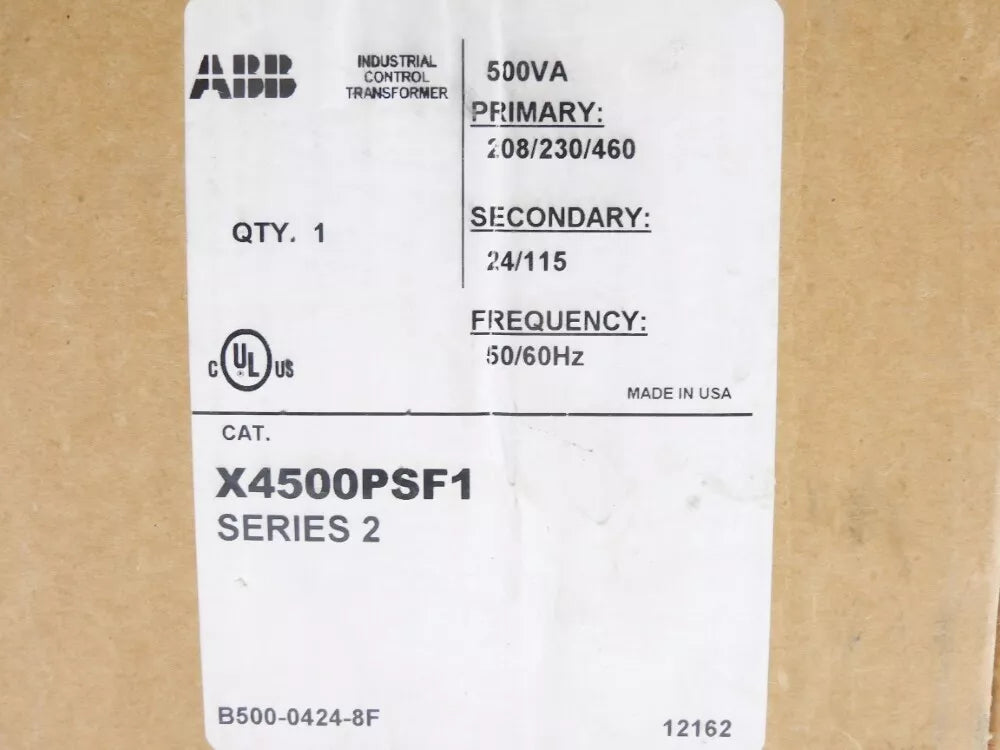 ABB
INDUSTRIAL
CONTROL
TRANSFORMER
500VA
PRIMARY:
208/230/460
QTY. 1
SECONDARY:
24/115
FREQUENCY:
50/60Hz
C UL US
MADE IN USA
CAT.
X4500PSF1
SERIES 2
B500-0424-8F
12162